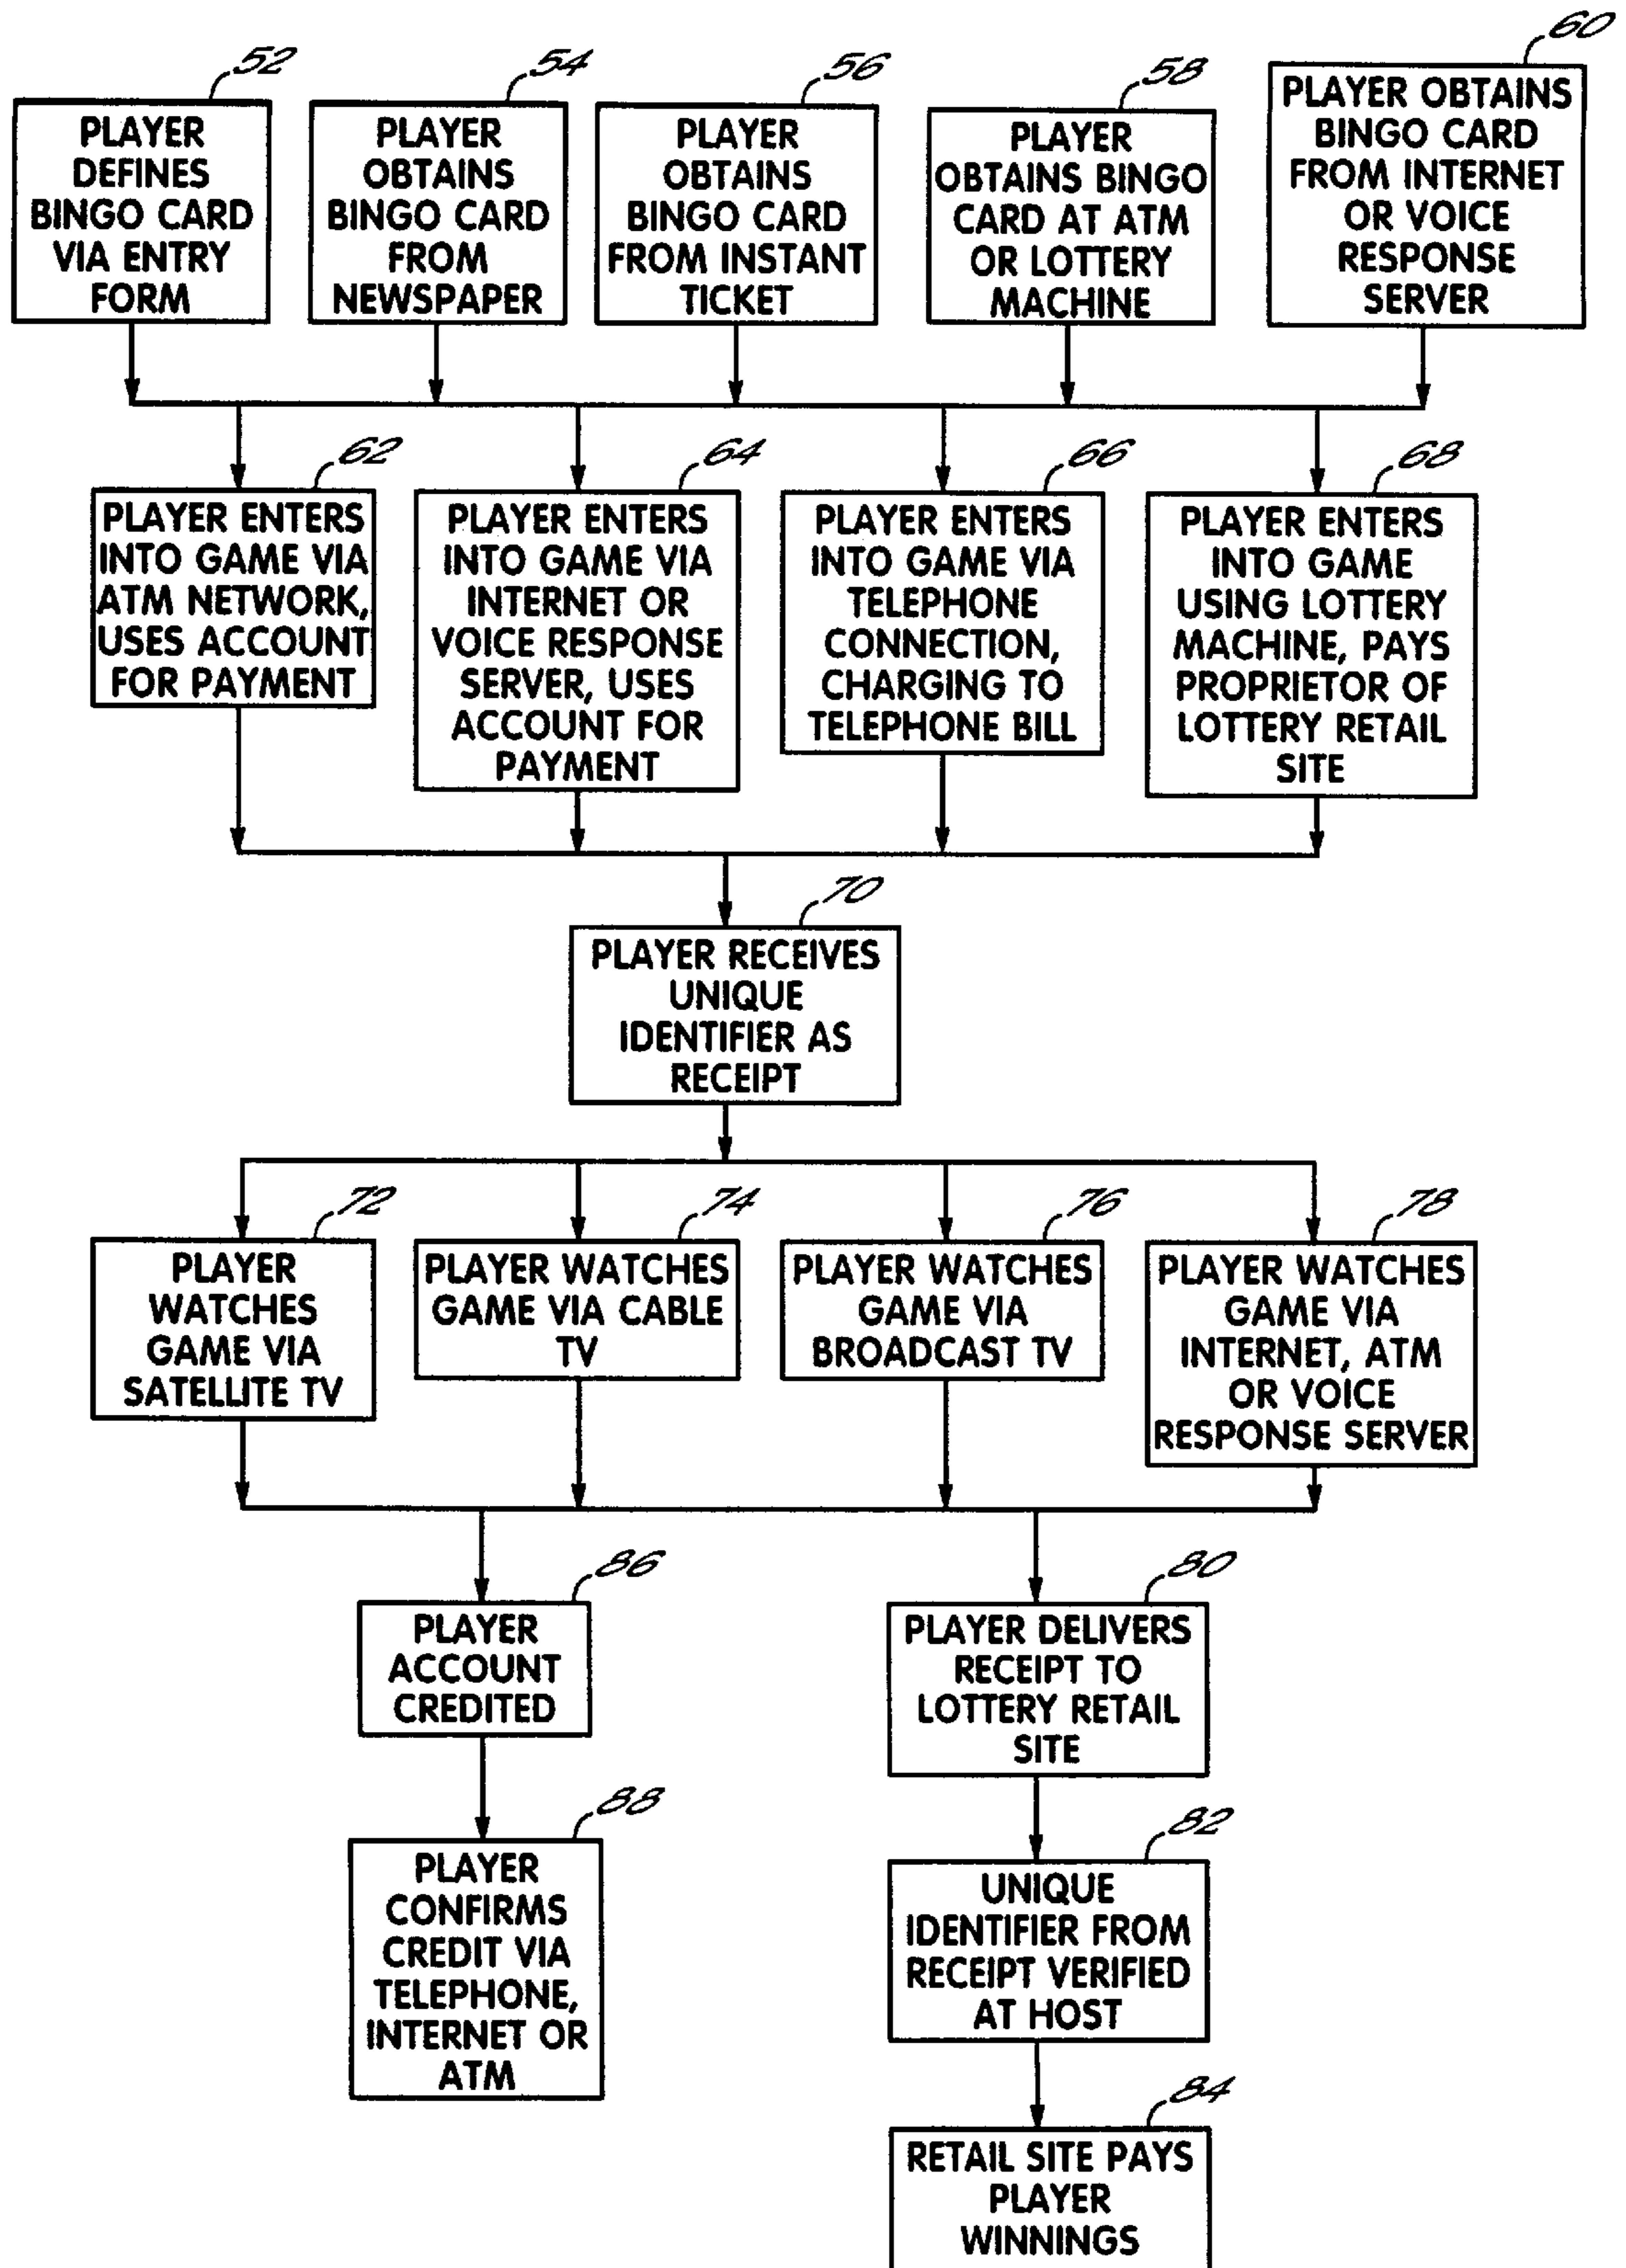 52
PLAYER
DEFINES
BINGO CARD
VIA ENTRY
FORM
54
PLAYER
OBTAINS
BINGO CARD
FROM
NEWSPAPER
56
PLAYER
OBTAINS
BINGO CARD
FROM INSTANT
TICKET
58
PLAYER
OBTAINS BINGO
CARD AT ATM
OR LOTTERY
MACHINE
60
PLAYER OBTAINS
BINGO CARD
FROM INTERNET
OR VOICE
RESPONSE
SERVER
62
PLAYER ENTERS
INTO GAME VIA
ATM NETWORK,
USES ACCOUNT
FOR PAYMENT
64
PLAYER ENTERS
INTO GAME VIA
INTERNET OR
VOICE RESPONSE
SERVER, USES
ACCOUNT FOR
PAYMENT
66
PLAYER ENTERS
INTO GAME VIA
TELEPHONE
CONNECTION,
CHARGING TO
TELEPHONE BILL
68
PLAYER ENTERS
INTO GAME
USING LOTTERY
MACHINE, PAYS
PROPRIETOR OF
LOTTERY RETAIL
SITE
70
PLAYER RECEIVES
UNIQUE
IDENTIFIER AS
RECEIPT
72
PLAYER
WATCHES
GAME VIA
SATELLITE TV
74
PLAYER WATCHES
GAME VIA CABLE
TV
76
PLAYER WATCHES
GAME VIA
BROADCAST TV
78
PLAYER WATCHES
GAME VIA
INTERNET, ATM
OR VOICE
RESPONSE SERVER
86
PLAYER
ACCOUNT
CREDITED
88
PLAYER
CONFIRMS
CREDIT VIA
TELEPHONE,
INTERNET OR
ATM
80
PLAYER DELIVERS
RECEIPT TO
LOTTERY RETAIL
SITE
82
UNIQUE
IDENTIFIER FROM
RECEIPT VERIFIED
AT HOST
84
RETAIL SITE PAYS
PLAYER
WINNINGS